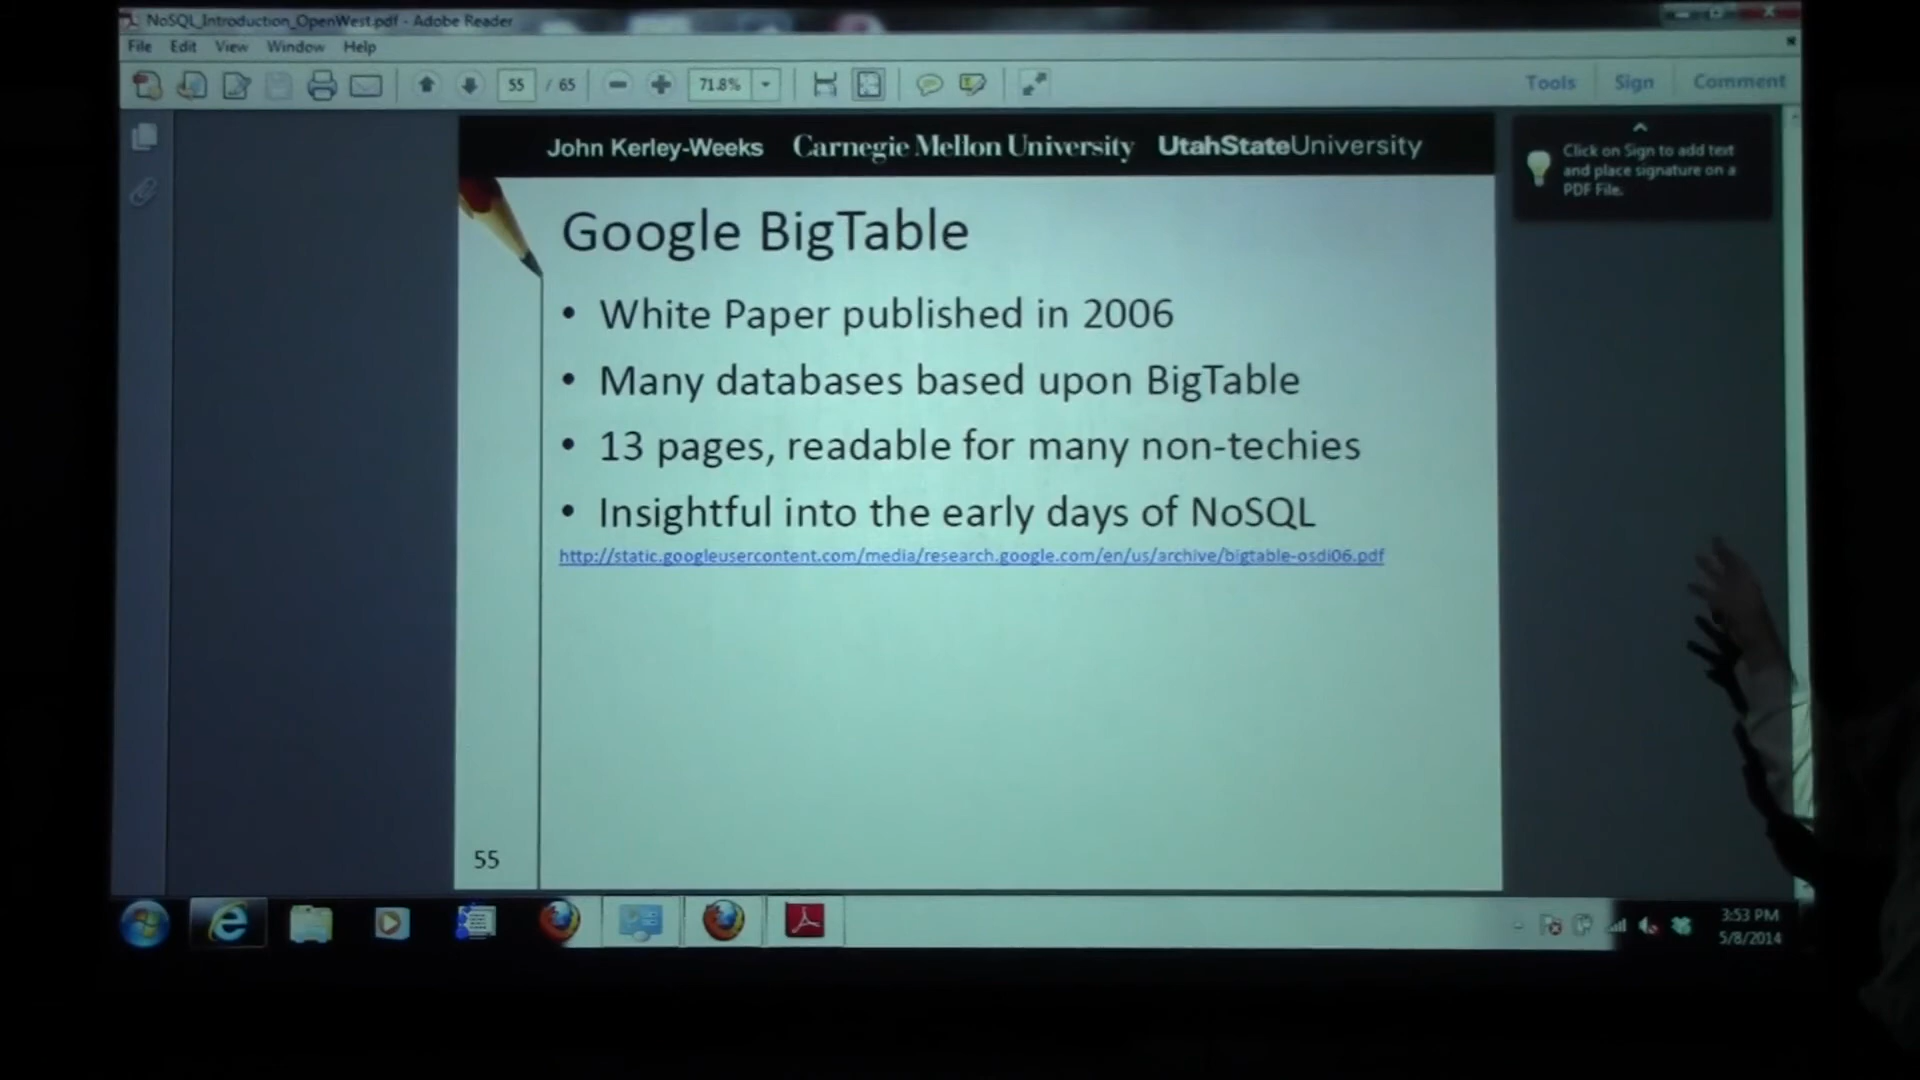 NoSQL_Introduction_OpenWest.pdf - Adobe Reader
File Edit View Window Help
55 / 65 71.8% Tools Sign Comment
John Kerley-Weeks Carnegie Mellon University UtahStateUniversity
Click on Sign to add text
and place signature on a
PDF File.
Google BigTable
• White Paper published in 2006
• Many databases based upon BigTable
• 13 pages, readable for many non-techies
• Insightful into the early days of NoSQL
http://static.googleusercontent.com/media/research.google.com/en/us/archive/bigtable-osdi06.pdf
55
3:53 PM
5/8/2014